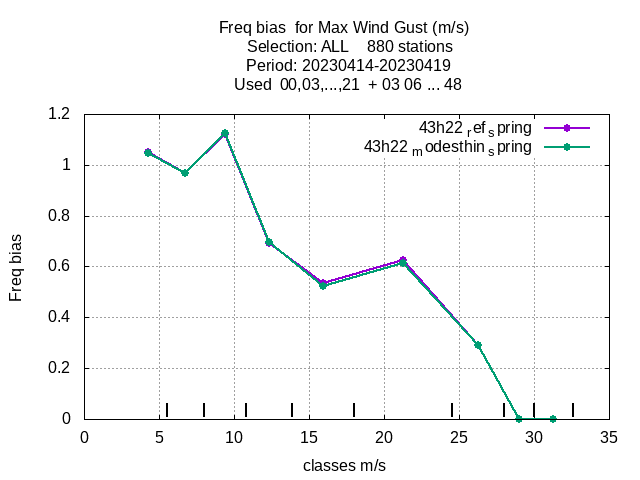 Freq bias  for Max Wind Gust (m/s)
Selection: ALL    880 stations
Period: 20230414-20230419
Used  00,03,...,21  + 03 06 ... 48
43h22 ref spring
43h22 modesthin spring
1.2
1
0.8
0.6
0.4
0.2
0
Freq bias
0 5 10 15 20 25 30 35
classes m/s